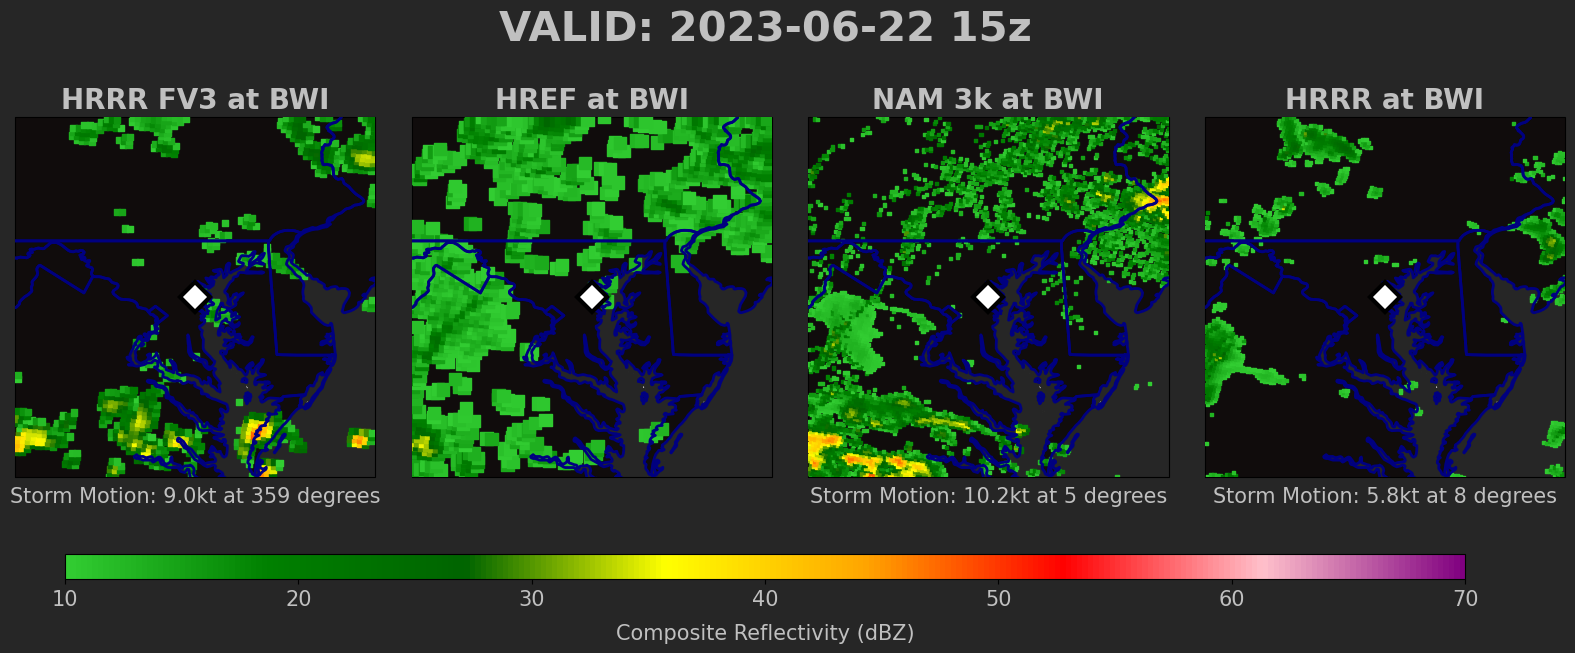 VALID: 2023-06-22 15z
HRRR FV3 at BWI
HREF at BWI
NAM 3k at BWI
HRRR at BWI
Storm Motion: 9.0kt at 359 degrees
Storm Motion: 10.2kt at 5 degrees
Storm Motion: 5.8kt at 8 degrees
10 20 30 40 50 60 70
Composite Reflectivity (dBZ)